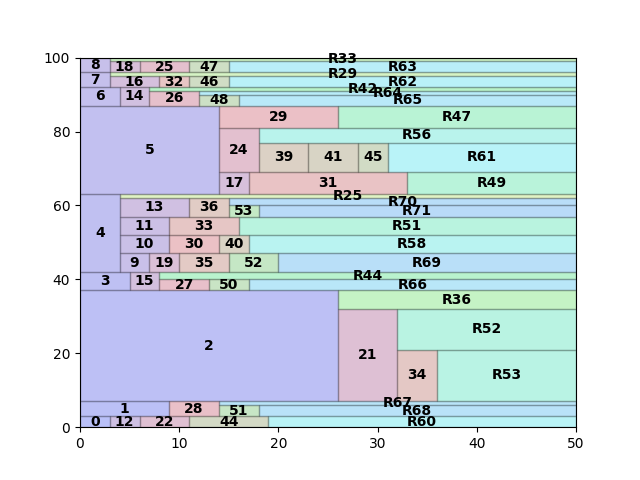 100
R33
8 18 25 47 R63
R29
7 16 32 46 R62
R42
R64
6 14 26 48 R65
29 R47
80
R56
5 24 39 41 45 R61
17 31 R49
R25
60
R70
13 36 53 R71
11 33 R51
4
10 30 40 R58
9 19 35 52 R69
40
R44
3 15 27 50 R66
R36
R52
2 21
20
34 R53
R67
1 28 51 R68
0 0 12 22 44 R60
0 10 20 30 40 50